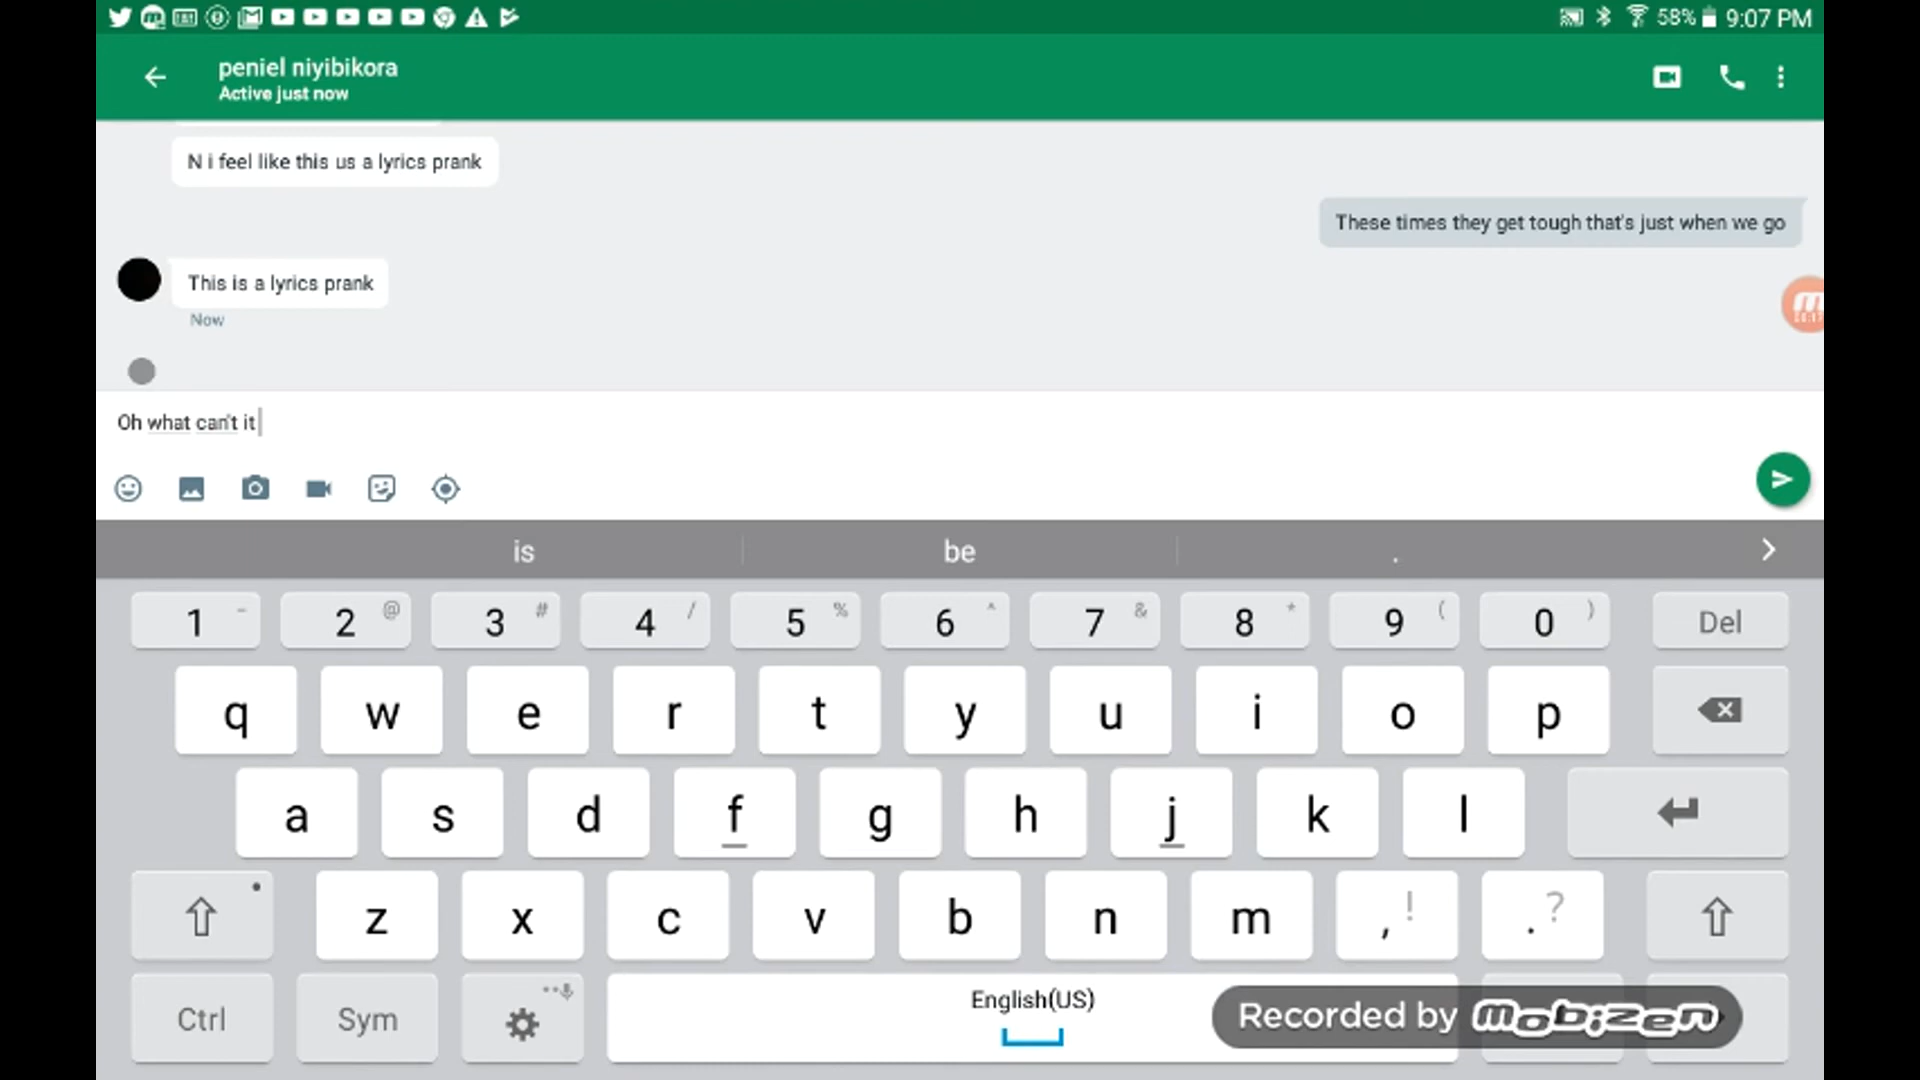 58% 9:07 PM
peniel niyibikora
Active just now
N i feel like this us a lyrics prank
These times they get tough that's just when we go
This is a lyrics prank
Now
Oh what can't it
is be .
1 - 2 @ 3 # 4 / 5 % 6 ^ 7 & 8 * 9 ( 0 ) Del
q w e r t y u i o p
a s d f g h j k l
z x c v b n m , ! . ?
Ctrl Sym English(US)
Recorded by mobizen